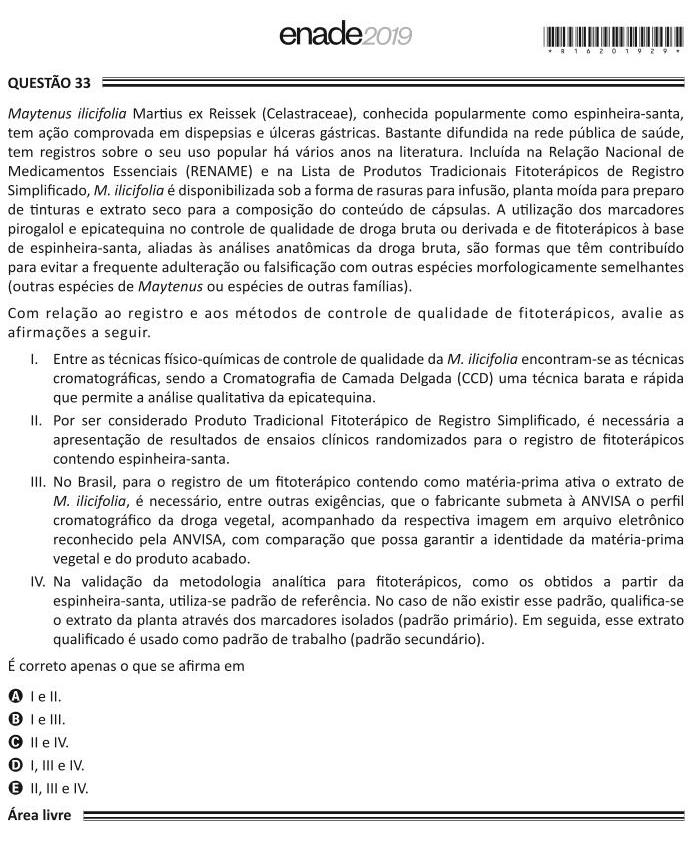 enade2019
* R 1 6 2 0 1 9 2 9 *
QUESTÃO 33
Maytenus ilicifolia Martius ex Reissek (Celastraceae), conhecida popularmente como espinheira-santa,
tem ação comprovada em dispepsias e úlceras gástricas. Bastante difundida na rede pública de saúde,
tem registros sobre o seu uso popular há vários anos na literatura. Incluída na Relação Nacional de
Medicamentos Essenciais (RENAME) e na Lista de Produtos Tradicionais Fitoterápicos de Registro
Simplificado, M. ilicifolia é disponibilizada sob a forma de rasuras para infusão, planta moída para preparo
de tinturas e extrato seco para a composição do conteúdo de cápsulas. A utilização dos marcadores
pirogalol e epicatequina no controle de qualidade de droga bruta ou derivada e de fitoterápicos à base
de espinheira-santa, aliadas às análises anatômicas da droga bruta, são formas que têm contribuído
para evitar a frequente adulteração ou falsificação com outras espécies morfologicamente semelhantes
(outras espécies de Maytenus ou espécies de outras famílias).
Com relação ao registro e aos métodos de controle de qualidade de fitoterápicos, avalie as
afirmações a seguir.
I. Entre as técnicas físico-químicas de controle de qualidade da M. ilicifolia encontram-se as técnicas
cromatográficas, sendo a Cromatografia de Camada Delgada (CCD) uma técnica barata e rápida
que permite a análise qualitativa da epicatequina.
II. Por ser considerado Produto Tradicional Fitoterápico de Registro Simplificado, é necessária a
apresentação de resultados de ensaios clínicos randomizados para o registro de fitoterápicos
contendo espinheira-santa.
III. No Brasil, para o registro de um fitoterápico contendo como matéria-prima ativa o extrato de
M. ilicifolia, é necessário, entre outras exigências, que o fabricante submeta à ANVISA o perfil
cromatográfico da droga vegetal, acompanhado da respectiva imagem em arquivo eletrônico
reconhecido pela ANVISA, com comparação que possa garantir a identidade da matéria-prima
vegetal e do produto acabado.
IV. Na validação da metodologia analítica para fitoterápicos, como os obtidos a partir da
espinheira-santa, utiliza-se padrão de referência. No caso de não existir esse padrão, qualifica-se
o extrato da planta através dos marcadores isolados (padrão primário). Em seguida, esse extrato
qualificado é usado como padrão de trabalho (padrão secundário).
É correto apenas o que se afirma em
A I e II.
B I e III.
C II e IV.
D I, III e IV.
E II, III e IV.
Área livre